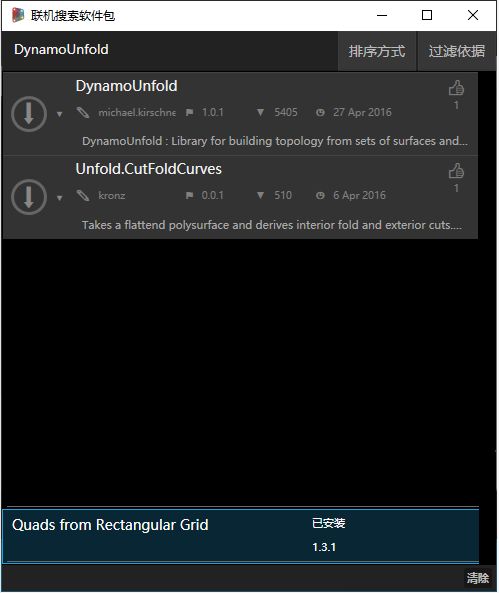 联机搜索软件包
DynamoUnfold
排序方式
过滤依据
DynamoUnfold
michael.kirschne 1.0.1 5405 27 Apr 2016
1
DynamoUnfold : Library for building topology from sets of surfaces and...
Unfold.CutFoldCurves
kronz 0.0.1 510 6 Apr 2016
1
Takes a flattend polysurface and derives interior fold and exterior cuts....
Quads from Rectangular Grid
已安装
1.3.1
清除